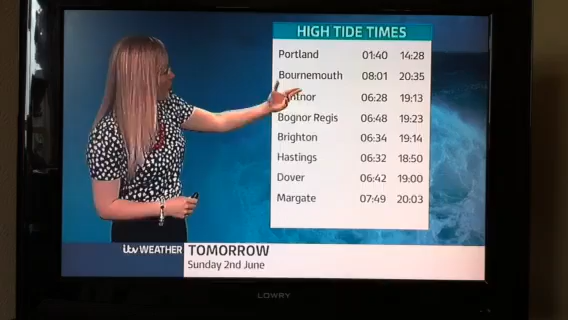 HIGH TIDE TIMES
Portland 01:40 14:28
Bournemouth 08:01 20:35
ntnor 06:28 19:13
Bognor Regis 06:48 19:23
Brighton 06:34 19:14
Hastings 06:32 18:50
Dover 06:42 19:00
Margate 07:49 20:03
itv WEATHER TOMORROW
Sunday 2nd June
LOWRY